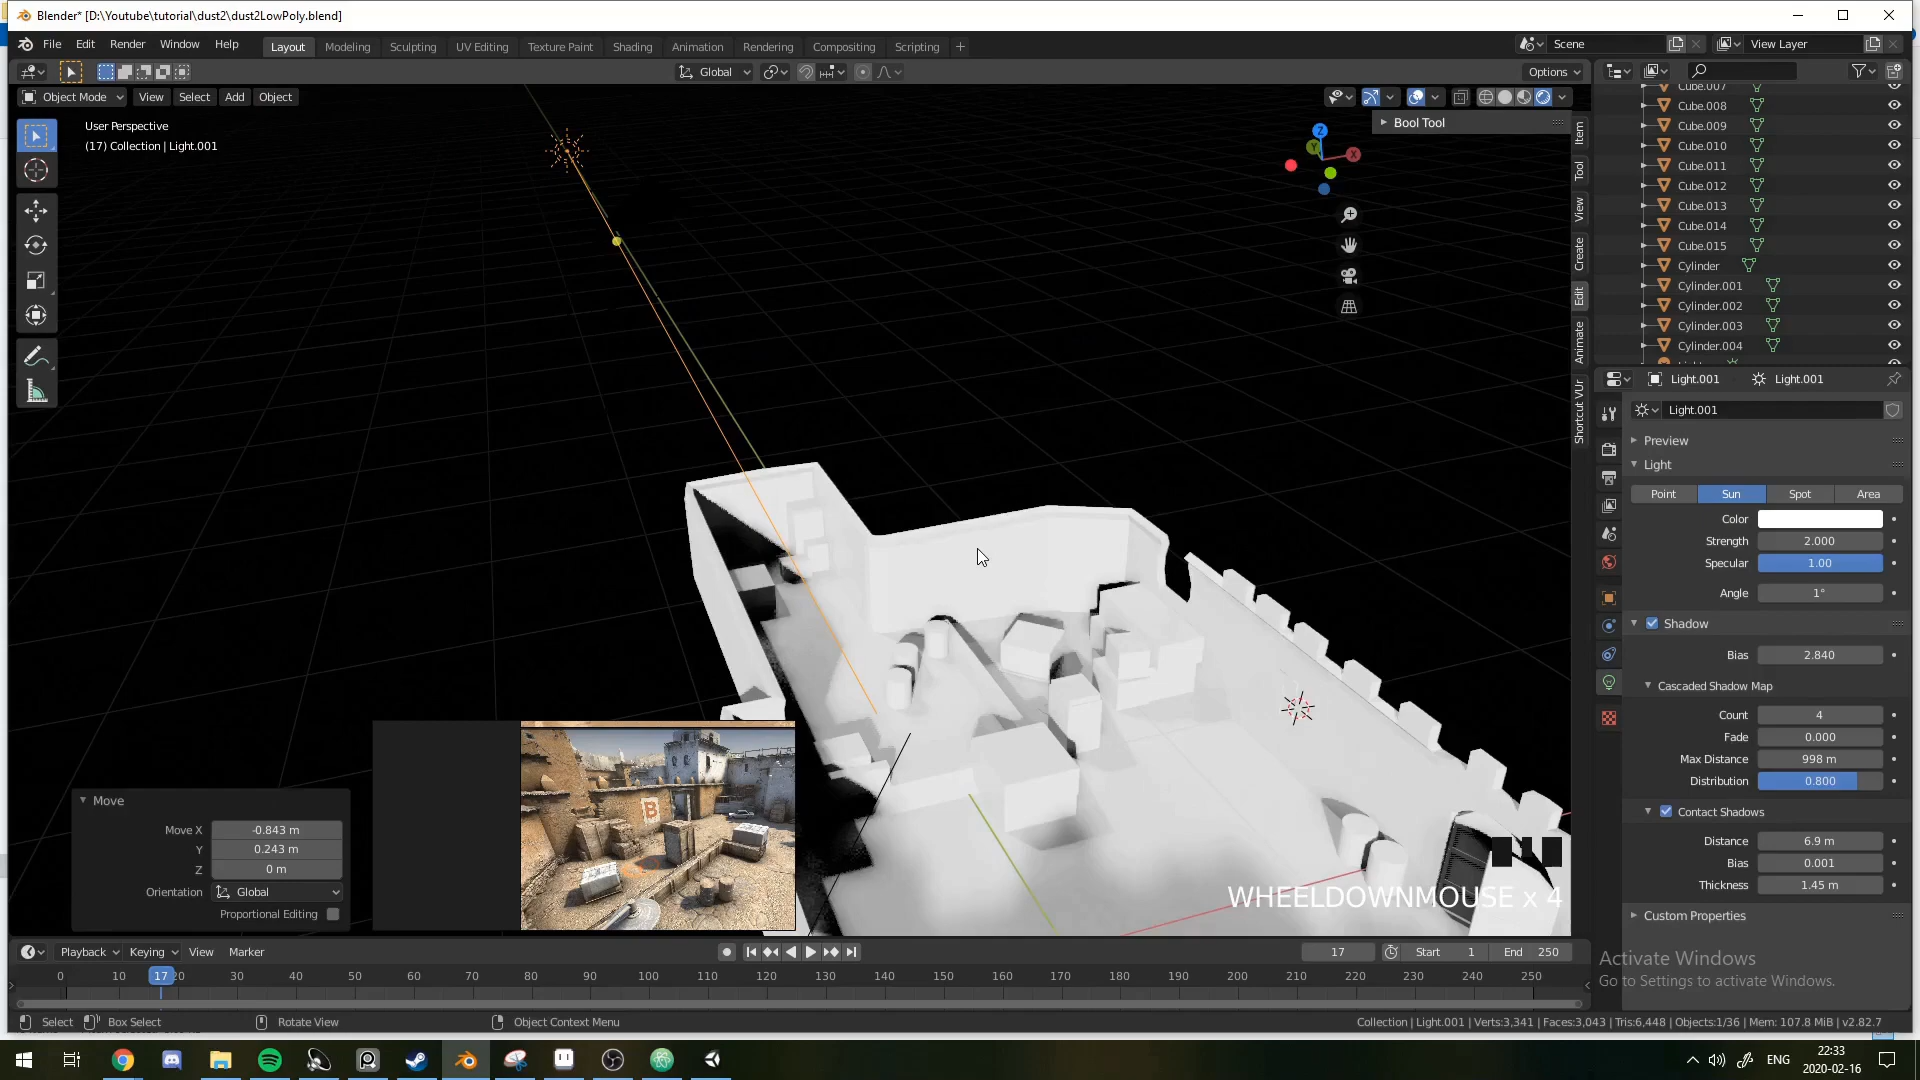 Blender* [D:\Youtube\tutorial\dust2\dust2LowPoly.blend]
File Edit Render Window Help Layout Modeling Sculpting UV Editing Texture Paint Shading Animation Rendering Compositing Scripting + Scene View Layer
Global Options
Object Mode View Select Add Object
User Perspective
(17) Collection | Light.001
Bool Tool
Z
Y
X
Item
Tool
View
Create
Edit
Animate
Shortcut VUr
Cube.007
Cube.008
Cube.009
Cube.010
Cube.011
Cube.012
Cube.013
Cube.014
Cube.015
Cylinder
Cylinder.001
Cylinder.002
Cylinder.003
Cylinder.004
Light.001 Light.001
Light.001
Preview
Light
Point Sun Spot Area
Color
Strength 2.000
Specular 1.00
Angle 1°
Shadow
Bias 2.840
Cascaded Shadow Map
Count 4
Fade 0.000
Max Distance 998 m
Distribution 0.800
Contact Shadows
Distance 6.9 m
Bias 0.001
Thickness 1.45 m
Custom Properties
Move
Move X -0.843 m
Y 0.243 m
Z 0 m
Orientation Global
Proportional Editing
B
WHEELDOWNMOUSE x 4
Activate Windows
Go to Settings to activate Windows.
Playback Keying View Marker 17 Start 1 End 250
0 10 17 20 30 40 50 60 70 80 90 100 110 120 130 140 150 160 170 180 190 200 210 220 230 240 250
Select Box Select Rotate View Object Context Menu Collection | Light.001 | Verts:3,341 | Faces:3,043 | Tris:6,448 | Objects:1/36 | Mem: 107.8 MiB | v2.82.7
ENG
22:33
2020-02-16